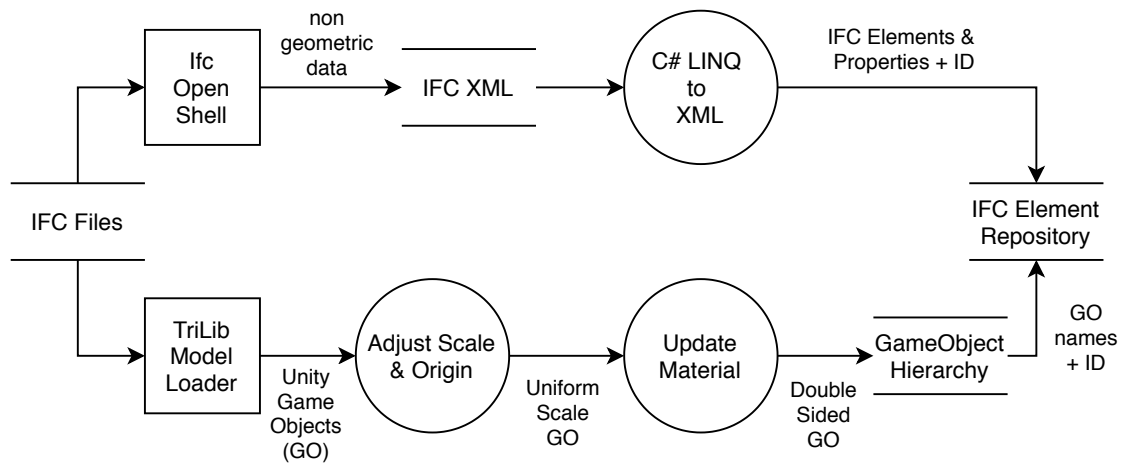 Ifc
Open
Shell
non
geometric
data
IFC XML
C# LINQ
to
XML
IFC Elements &
Properties + ID
IFC Files
IFC Element
Repository
TriLib
Model
Loader
Unity
Game
Objects
(GO)
Adjust Scale
& Origin
Uniform
Scale
GO
Update
Material
Double
Sided
GO
GameObject
Hierarchy
GO
names
+ ID